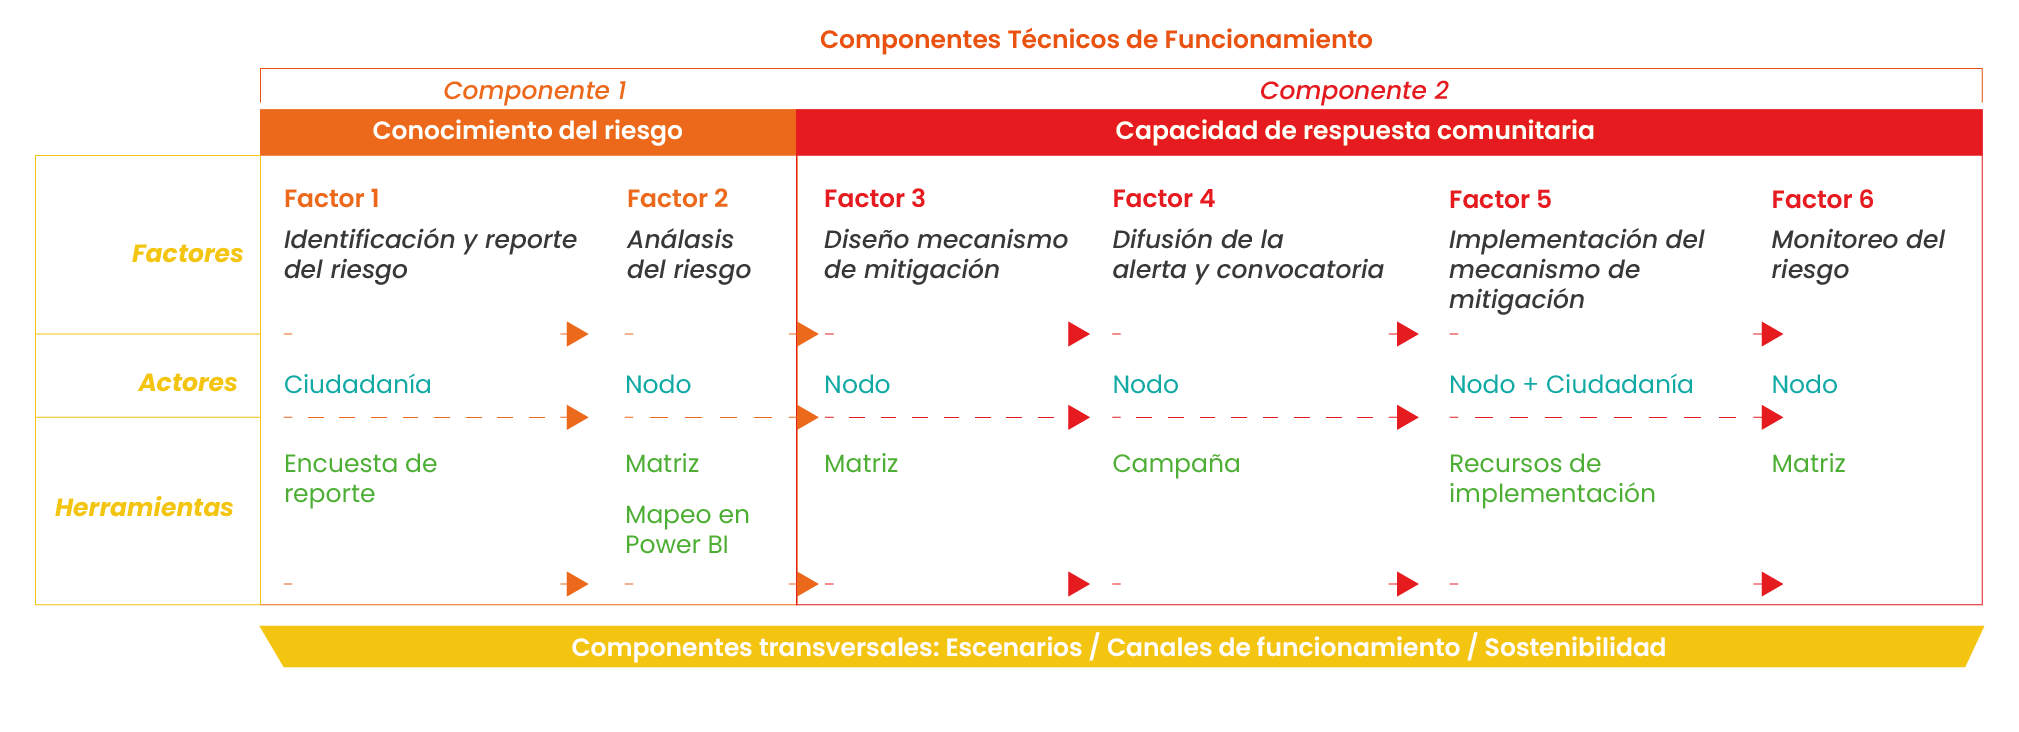 Componentes Técnicos de Funcionamiento
Componente 1
Componente 2
Conocimiento del riesgo
Capacidad de respuesta comunitaria
Factores
Factor 1
Identificación y reporte
del riesgo
Factor 2
Análasis
del riesgo
Factor 3
Diseño mecanismo
de mitigación
Factor 4
Difusión de la
alerta y convocatoria
Factor 5
Implementación del
mecanismo de
mitigación
Factor 6
Monitoreo del
riesgo
Actores
Ciudadanía
Nodo
Nodo
Nodo
Nodo + Ciudadanía
Nodo
Herramientas
Encuesta de
reporte
Matriz
Mapeo en
Power BI
Matriz
Campaña
Recursos de
implementación
Matriz
Componentes transversales: Escenarios / Canales de funcionamiento / Sostenibilidad